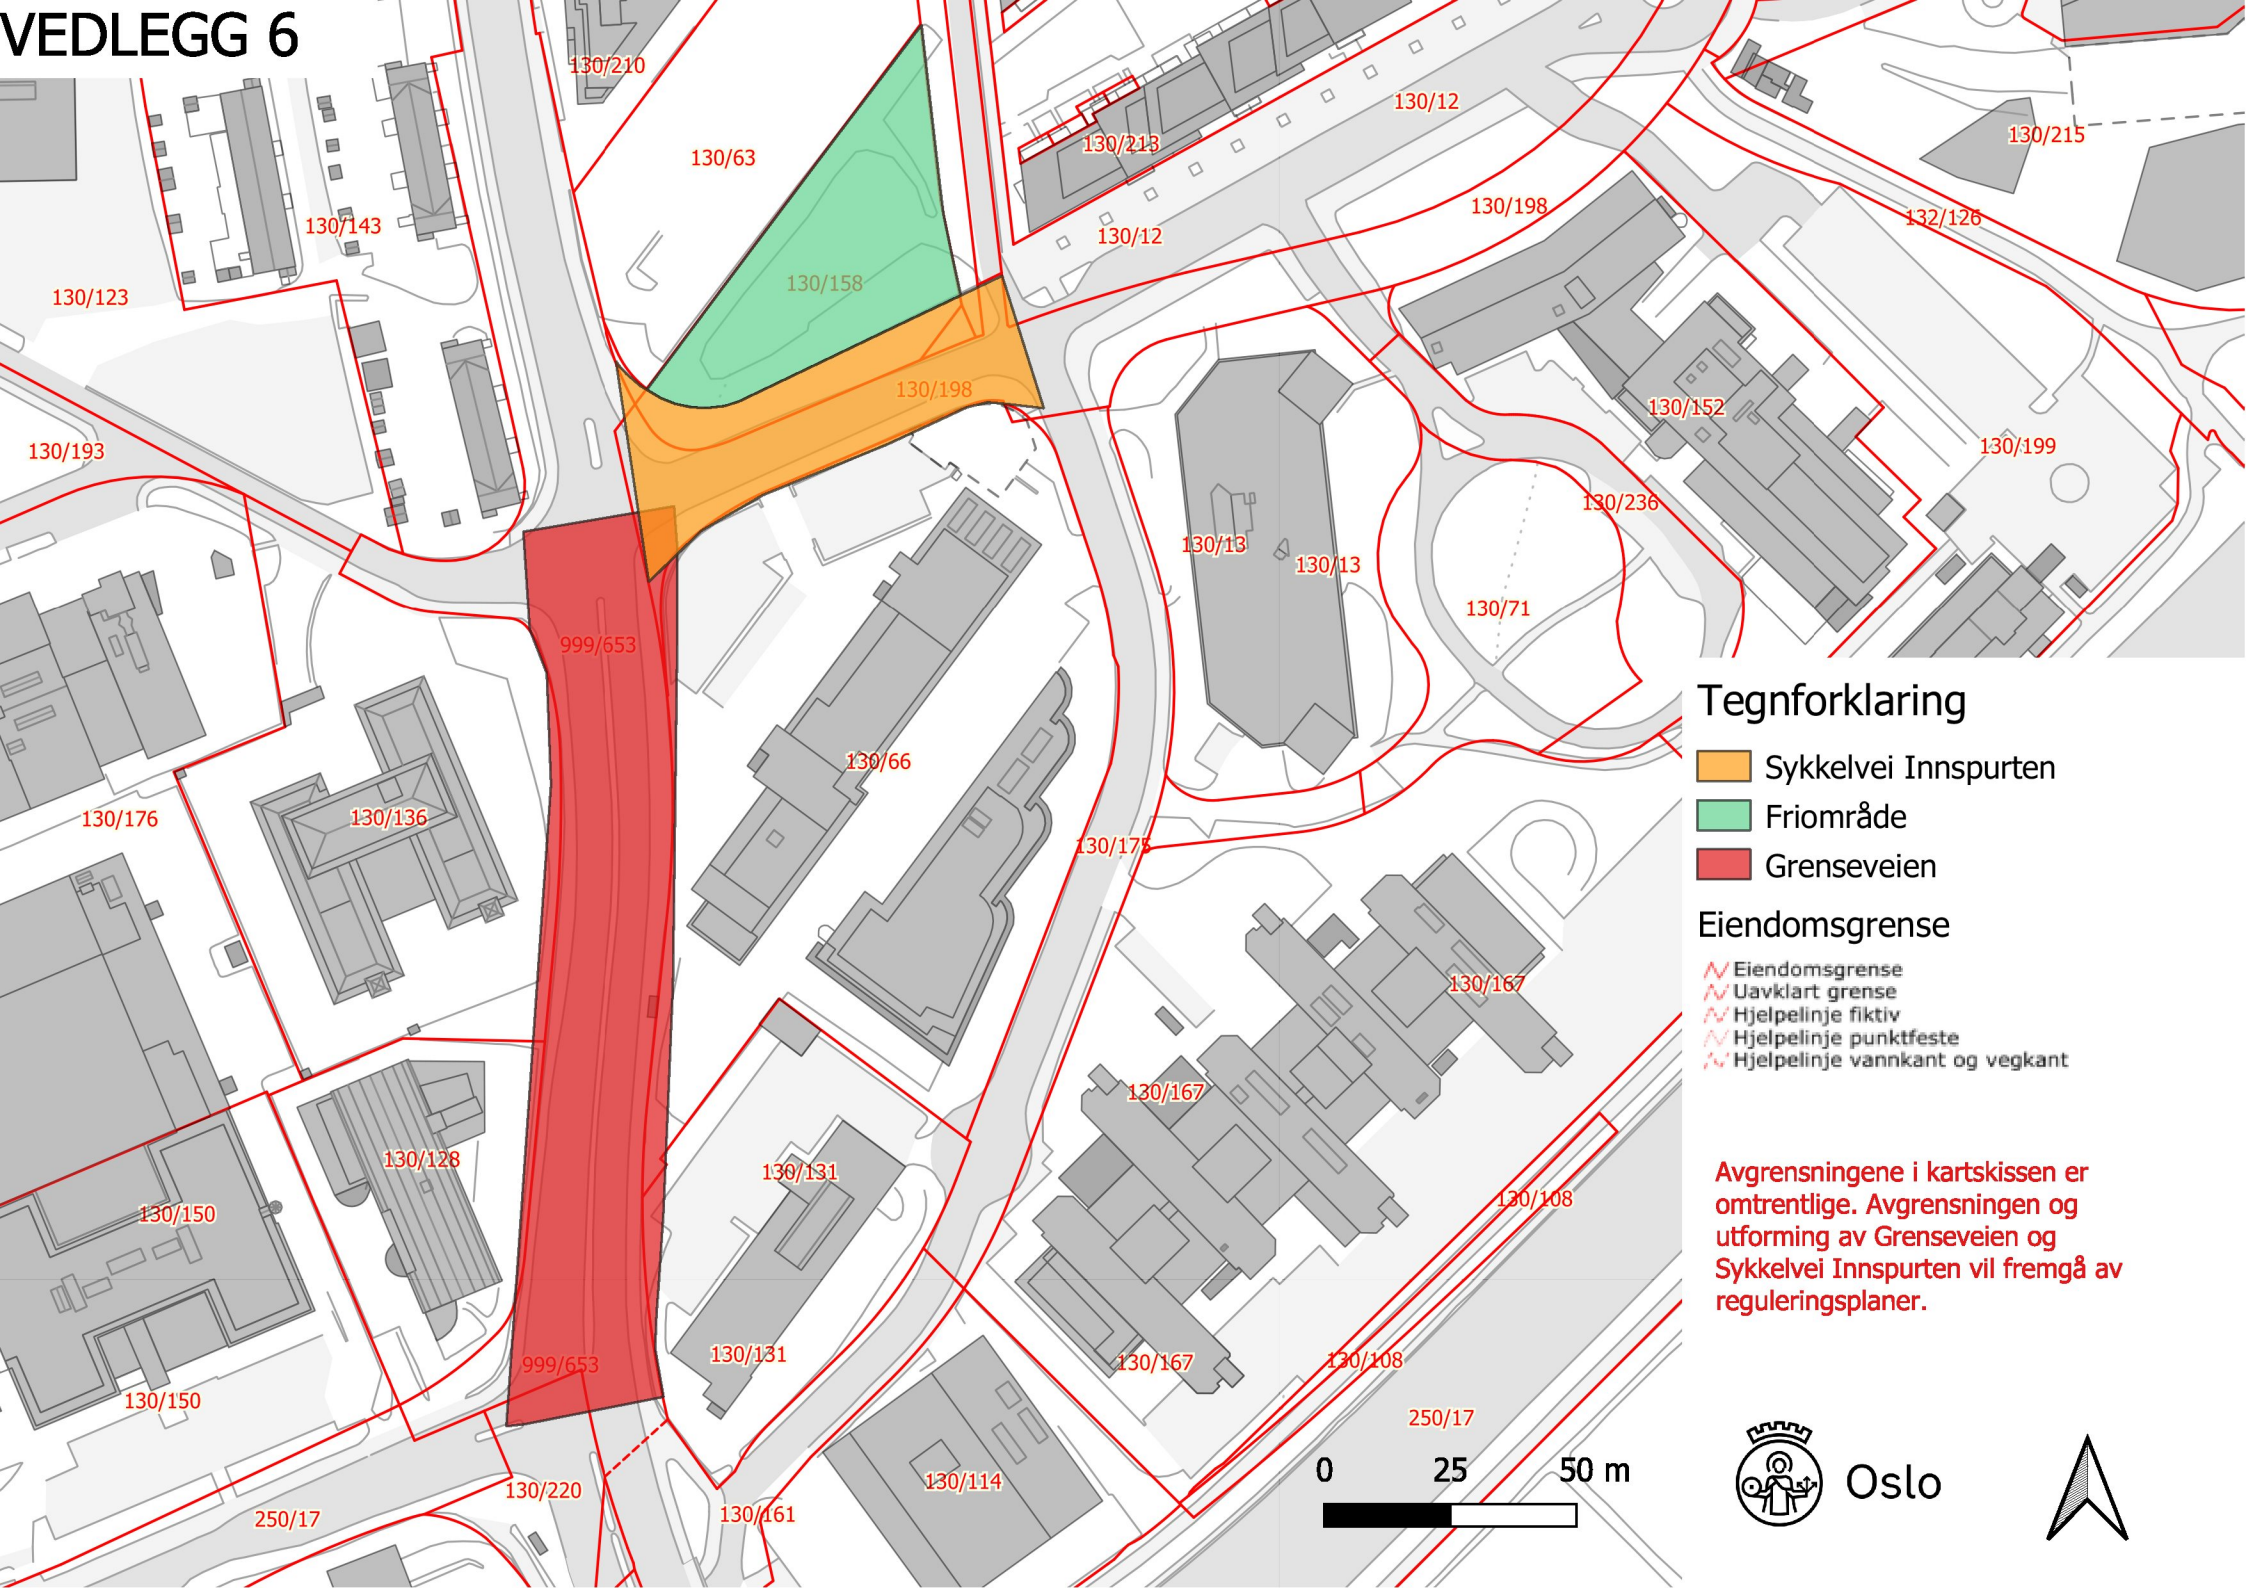 VEDLEGG 6
130/210
130/63
130/213
130/12
130/215
130/143
130/12
130/198
132/126
130/123
130/158
130/198
130/152
130/193
130/199
130/236
130/13
130/13
130/71
999/653
130/66
130/176
130/136
130/175
130/167
130/167
130/128
130/131
130/108
130/150
999/653
130/131
130/167
130/108
130/150
250/17
130/114
130/220
250/17
130/161
Tegnforklaring
Sykkelvei Innspurten
Friområde
Grenseveien
Eiendomsgrense
Eiendomsgrense
Uavklart grense
Hjelpelinje fiktiv
Hjelpelinje punktfeste
Hjelpelinje vannkant og vegkant
Avgrensningene i kartskissen er
omtrentlige. Avgrensningen og
utforming av Grenseveien og
Sykkelvei Innspurten vil fremgå av
reguleringsplaner.
0 25 50 m
Oslo